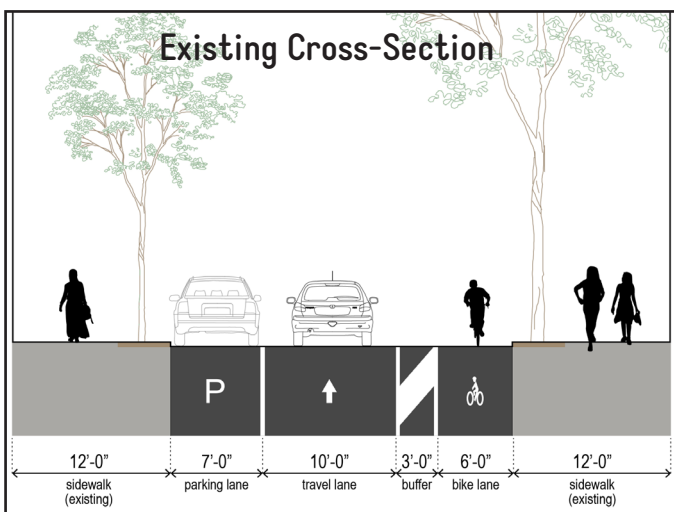 Existing Cross-Section
P
12'-0" 7'-0" 10'-0" 3'-0" 6'-0" 12'-0"
sidewalk parking lane travel lane buffer bike lane sidewalk
(existing) (existing)